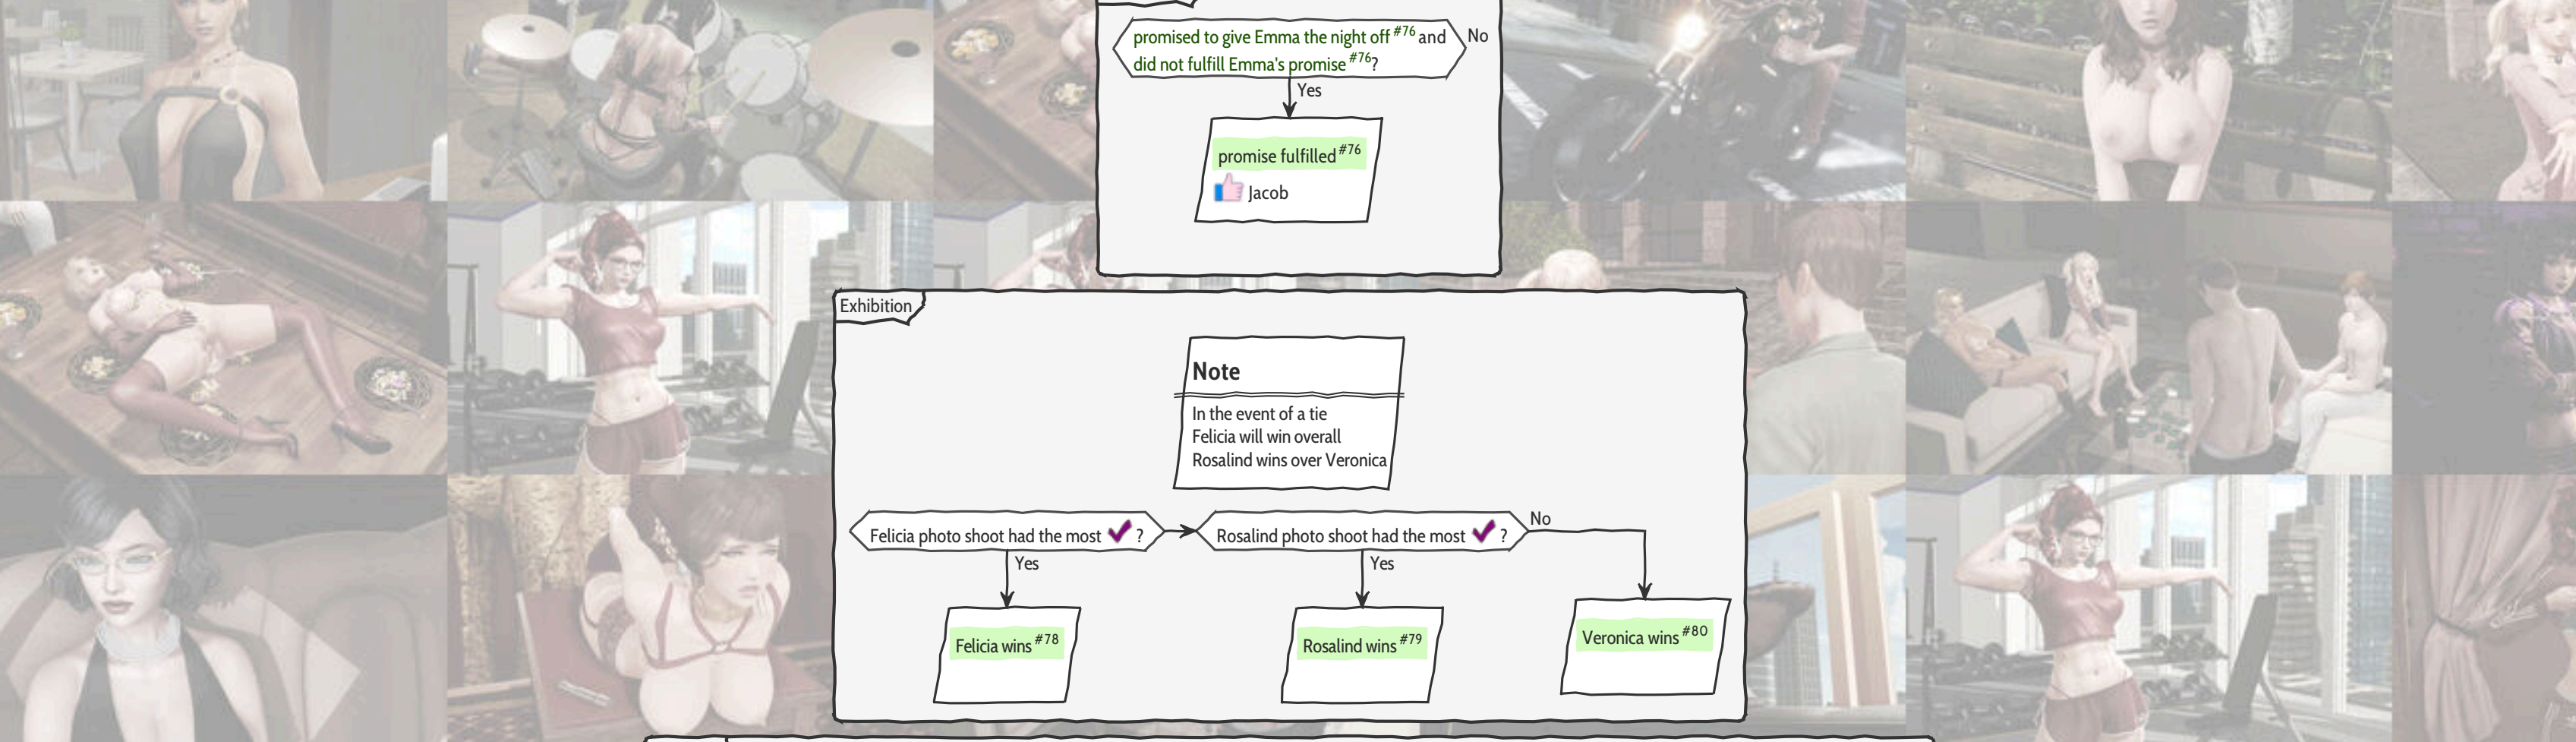 promised to give Emma the night off #76 and
No
did not fulfill Emma's promise #76?
Yes
promise fulfilled #76
Jacob
Exhibition
Note
In the event of a tie
Felicia will win overall
Rosalind wins over Veronica
Felicia photo shoot had the most ?
Rosalind photo shoot had the most ?
No
Yes
Yes
Felicia wins #78
Rosalind wins #79
Veronica wins #80